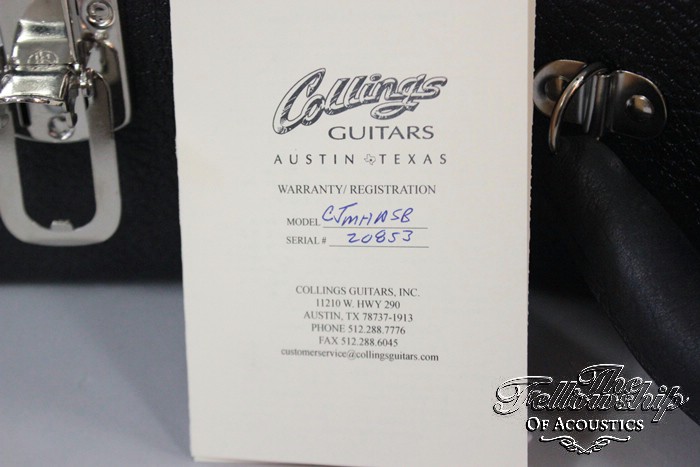 Collings
GUITARS
AUSTIN TEXAS
WARRANTY/REGISTRATION
MODEL CJMHASB
SERIAL # 20853
COLLINGS GUITARS, INC.
11210 W. HWY 290
AUSTIN, TX 78737-1913
PHONE 512.288.7776
FAX 512.288.6045
customerservice@collingsguitars.com
The
Fellowship
OF ACOUSTICS